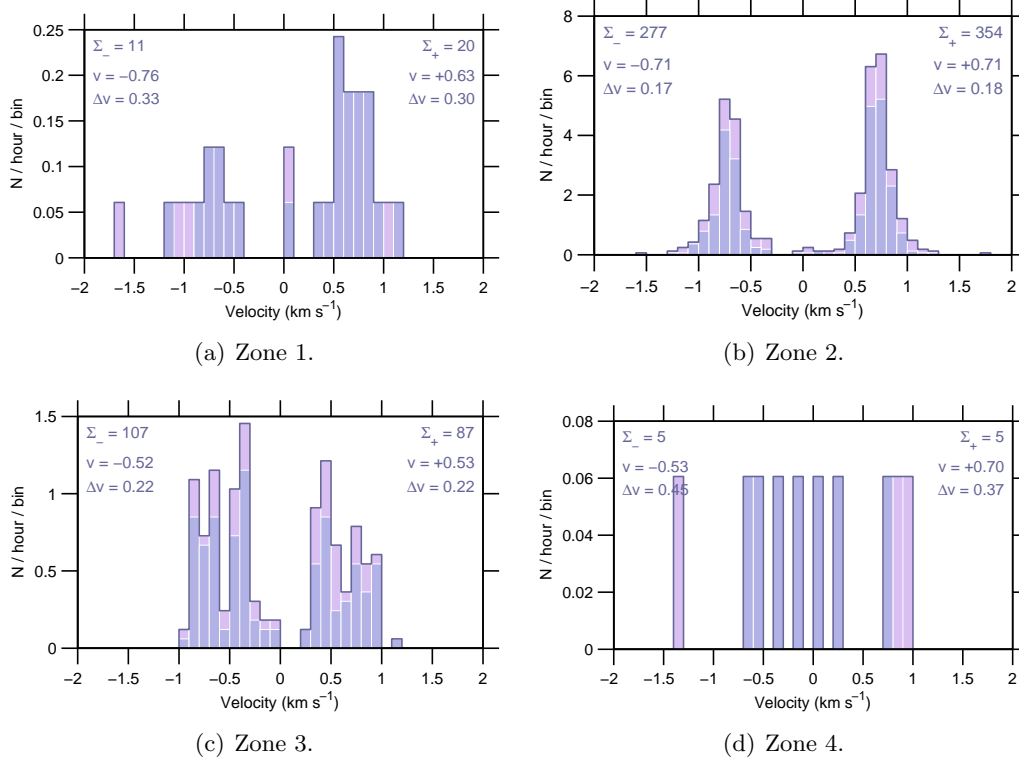 Σ₋ = 11
Σ₊ = 20
v = −0.76
v = +0.63
Δv = 0.33
Δv = 0.30
0.25
0.2
0.15
0.1
0.05
0
N / hour / bin
−2 −1.5 −1 −0.5 0 0.5 1 1.5 2
Velocity (km s⁻¹)
(a) Zone 1.
Σ₋ = 277
Σ₊ = 354
v = −0.71
v = +0.71
Δv = 0.17
Δv = 0.18
8
6
4
2
0
N / hour / bin
−2 −1.5 −1 −0.5 0 0.5 1 1.5 2
Velocity (km s⁻¹)
(b) Zone 2.
Σ₋ = 107
Σ₊ = 87
v = −0.52
v = +0.53
Δv = 0.22
Δv = 0.22
1.5
1
0.5
0
N / hour / bin
−2 −1.5 −1 −0.5 0 0.5 1 1.5 2
Velocity (km s⁻¹)
(c) Zone 3.
Σ₋ = 5
Σ₊ = 5
v = −0.53
v = +0.70
Δv = 0.45
Δv = 0.37
0.08
0.06
0.04
0.02
0
N / hour / bin
−2 −1.5 −1 −0.5 0 0.5 1 1.5 2
Velocity (km s⁻¹)
(d) Zone 4.